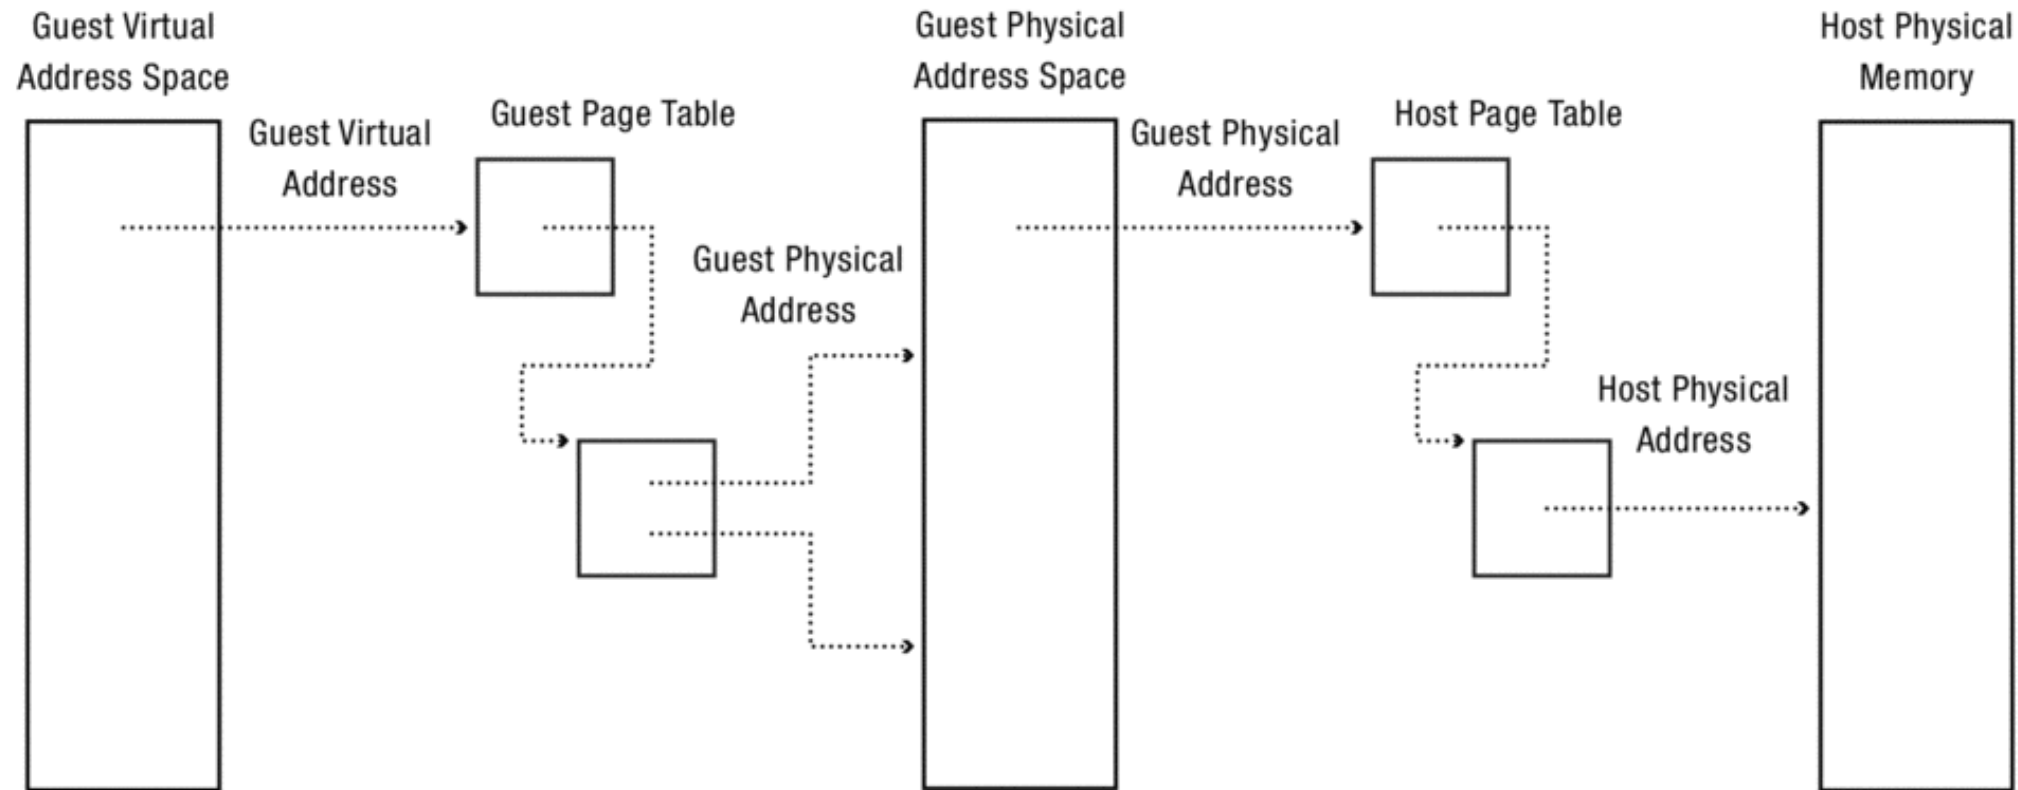 Guest Virtual
Address Space
Guest Virtual
Address
Guest Page Table
Guest Physical
Address
Guest Physical
Address Space
Guest Physical
Address
Host Page Table
Host Physical
Address
Host Physical
Memory